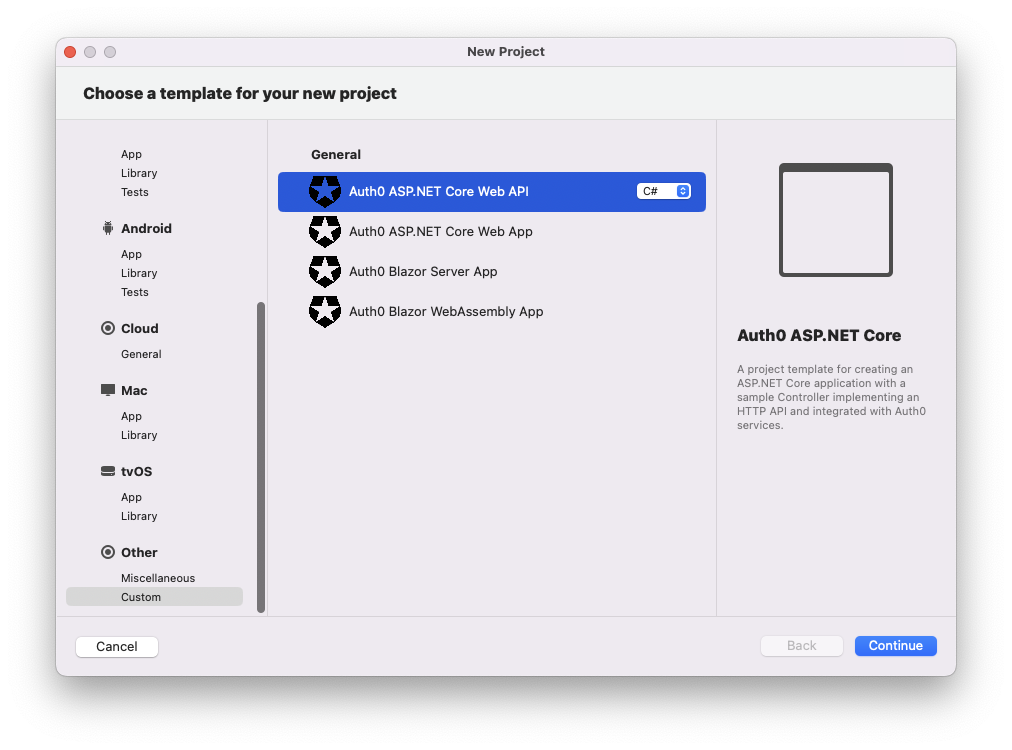 New Project
Choose a template for your new project
App
Library
Tests
Android
App
Library
Tests
Cloud
General
Mac
App
Library
tvOS
App
Library
Other
Miscellaneous
Custom
General
Auth0 ASP.NET Core Web API
C#
Auth0 ASP.NET Core Web App
Auth0 Blazor Server App
Auth0 Blazor WebAssembly App
Auth0 ASP.NET Core
A project template for creating an
ASP.NET Core application with a
sample Controller implementing an
HTTP API and integrated with Auth0
services.
Cancel
Back
Continue